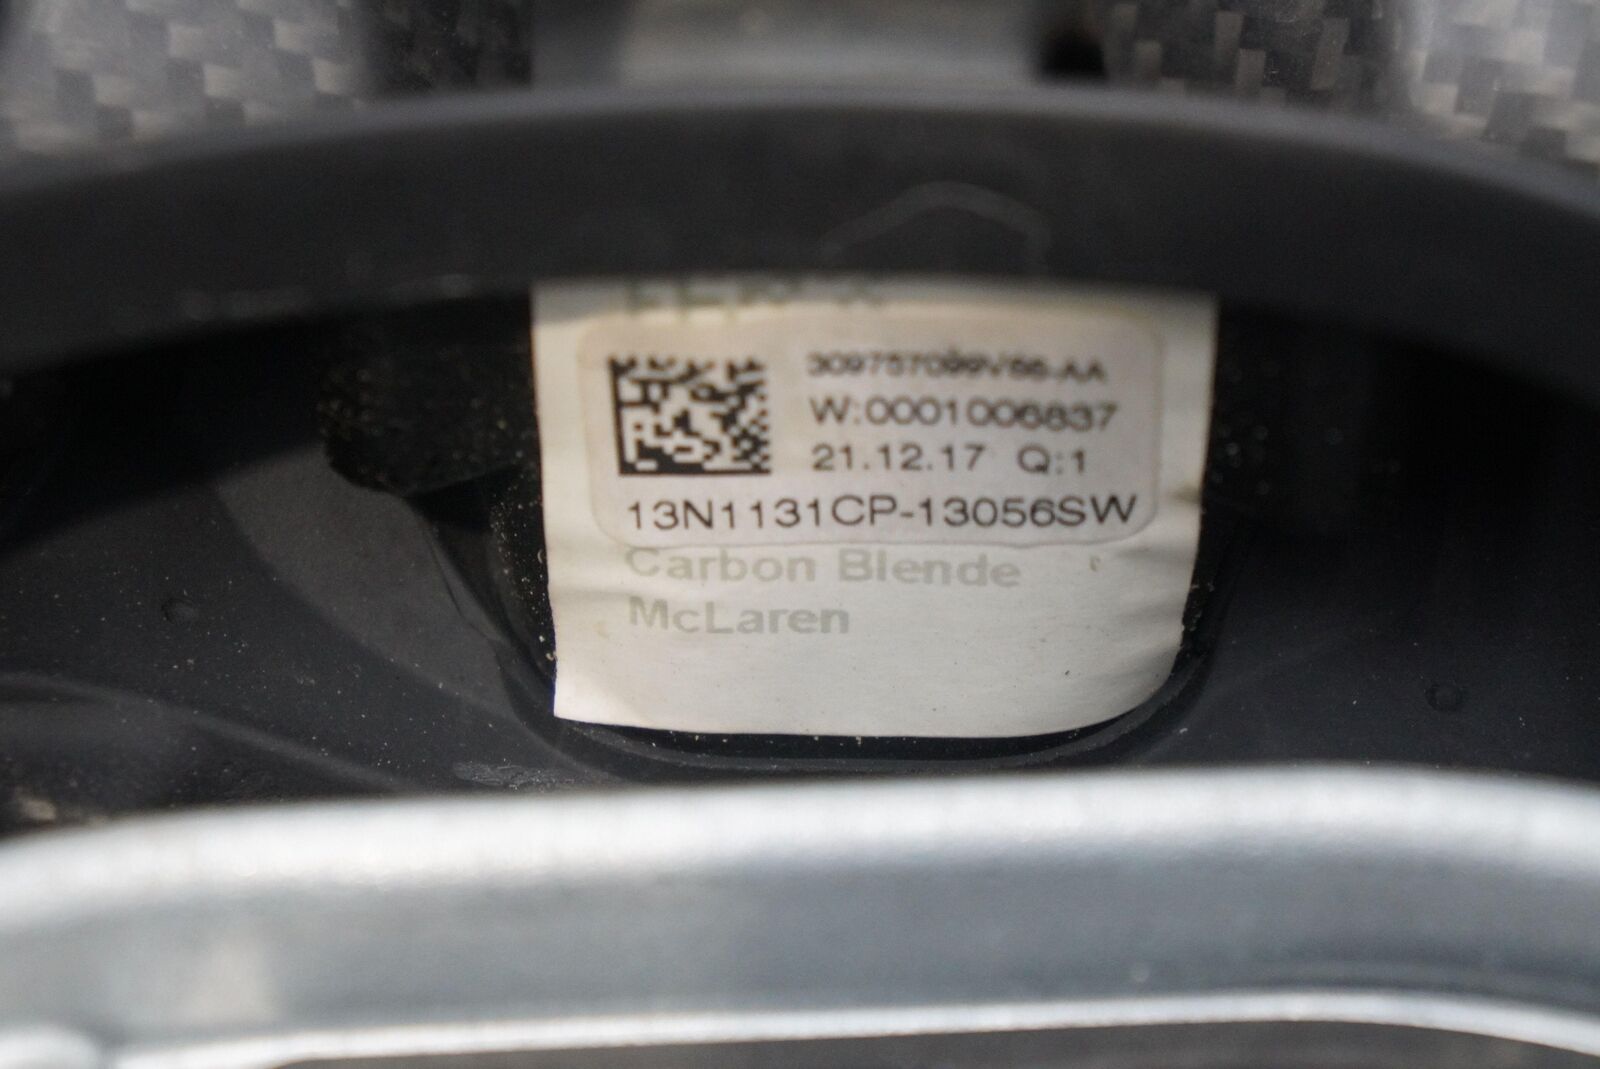 W:0001006837
21.12.17 Q:1
13N1131CP-13056SW
Carbon Blende
McLaren